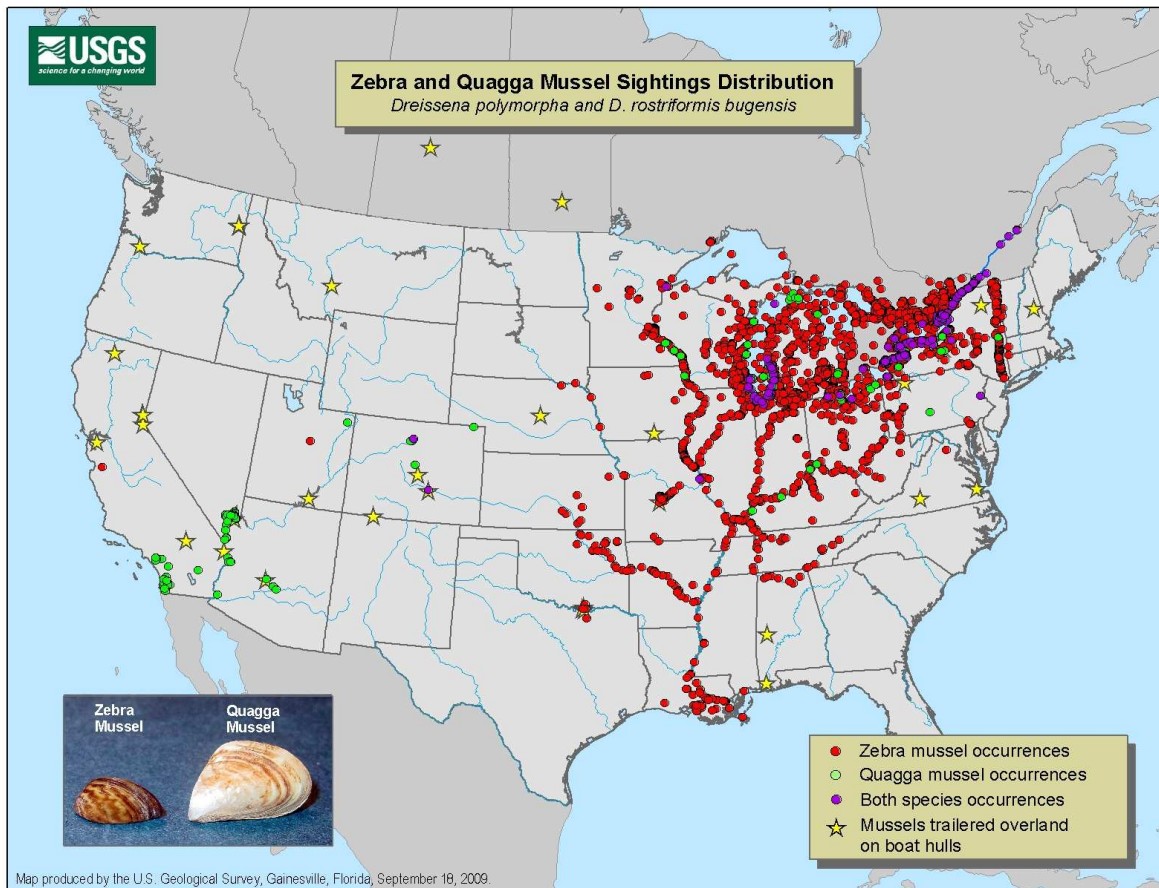 USGS
science for a changing world
Zebra and Quagga Mussel Sightings Distribution
Dreissena polymorpha and D. rostriformis bugensis
Zebra
Mussel
Quagga
Mussel
Zebra mussel occurrences
Quagga mussel occurrences
Both species occurrences
Mussels trailered overland
on boat hulls
Map produced by the U.S. Geological Survey, Gainesville, Florida, September 18, 2009.